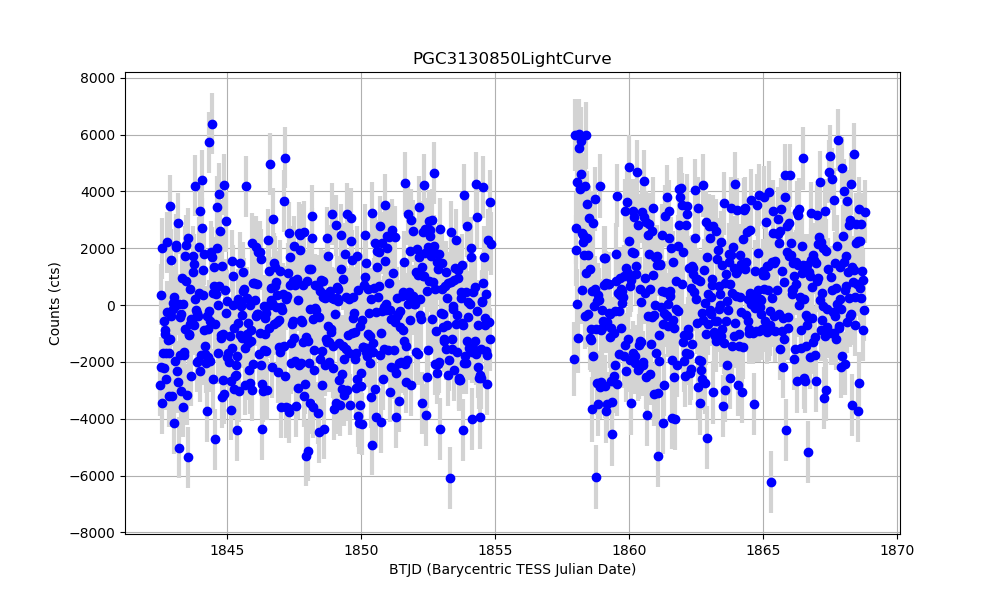 PGC3130850LightCurve
8000
6000
4000
2000
0
−2000
−4000
−6000
−8000
Counts (cts)
1845 1850 1855 1860 1865 1870
BTJD (Barycentric TESS Julian Date)